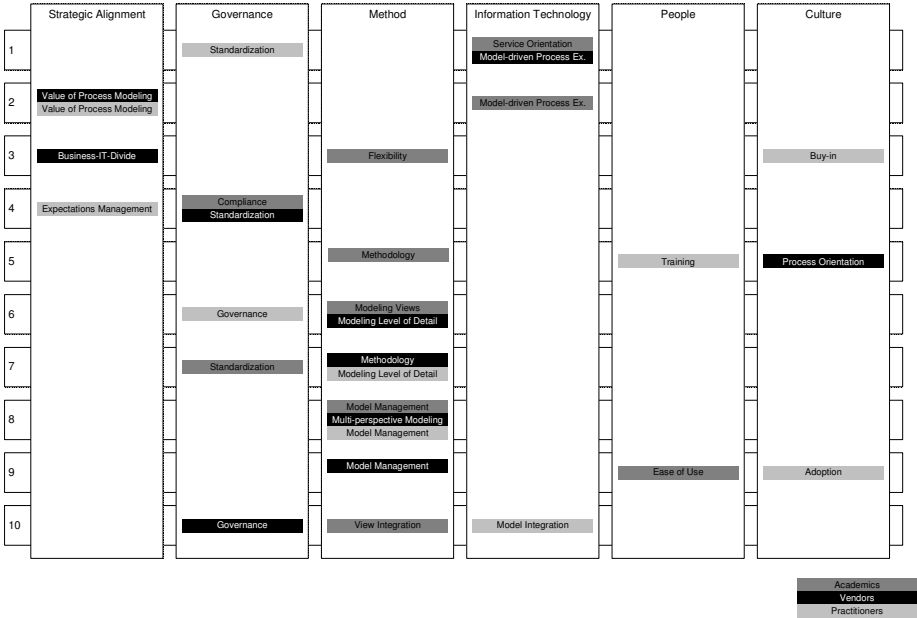 Strategic Alignment
Governance
Method
Information Technology
People
Culture
1
Standardization
Service Orientation
Model-driven Process Ex.
2
Value of Process Modeling
Value of Process Modeling
Model-driven Process Ex.
3
Business-IT-Divide
Flexibility
Buy-in
4
Expectations Management
Compliance
Standardization
5
Methodology
Training
Process Orientation
6
Governance
Modeling Views
Modeling Level of Detail
7
Standardization
Methodology
Modeling Level of Detail
8
Model Management
Multi-perspective Modeling
Model Management
9
Model Management
Ease of Use
Adoption
10
Governance
View Integration
Model Integration
Academics
Vendors
Practitioners